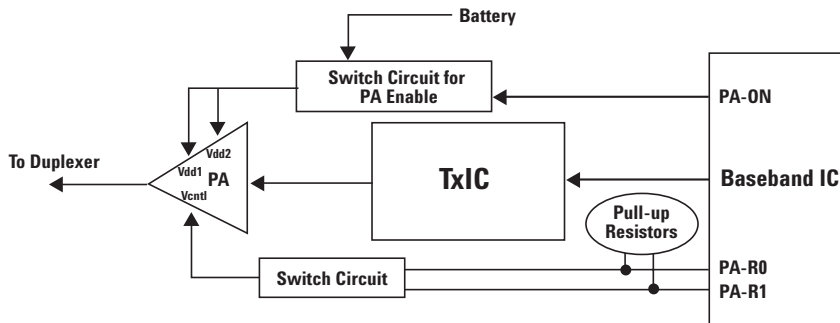 Battery
Switch Circuit for
PA Enable
PA-ON
Vdd2
Vdd1
PA
Vcntl
To Duplexer
TxIC
Baseband IC
Pull-up
Resistors
PA-R0
PA-R1
Switch Circuit